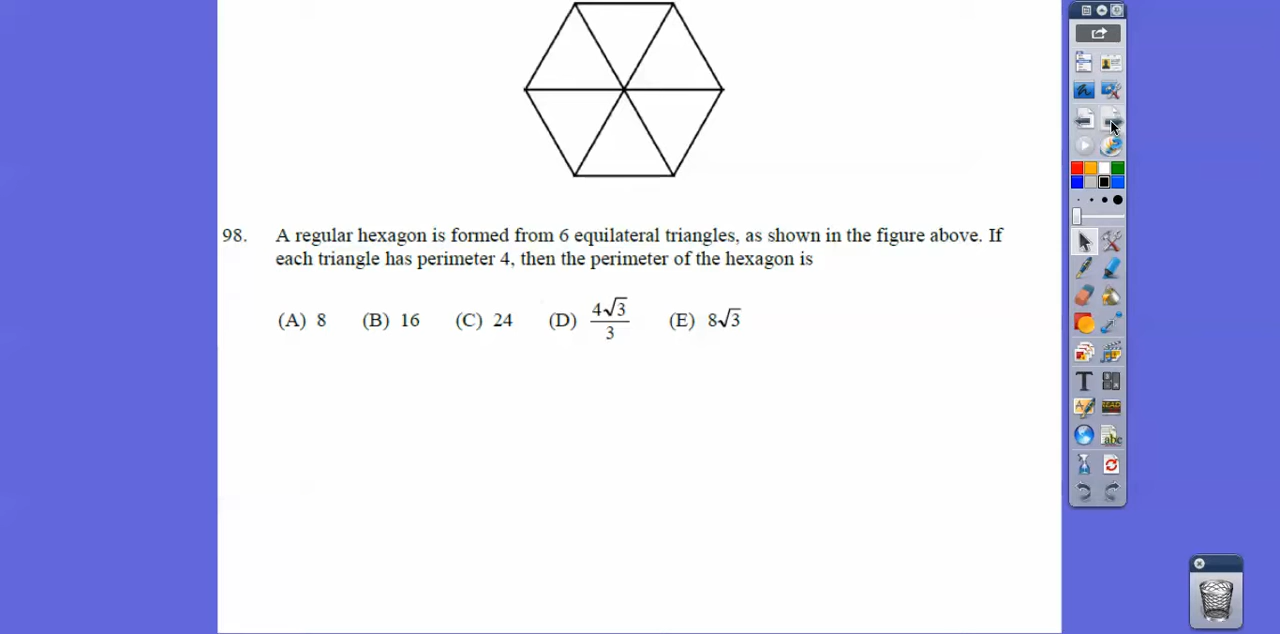 98. A regular hexagon is formed from 6 equilateral triangles, as shown in the figure above. If
each triangle has perimeter 4, then the perimeter of the hexagon is
(A) 8 (B) 16 (C) 24 (D) 4√3/3 (E) 8√3
T
abc